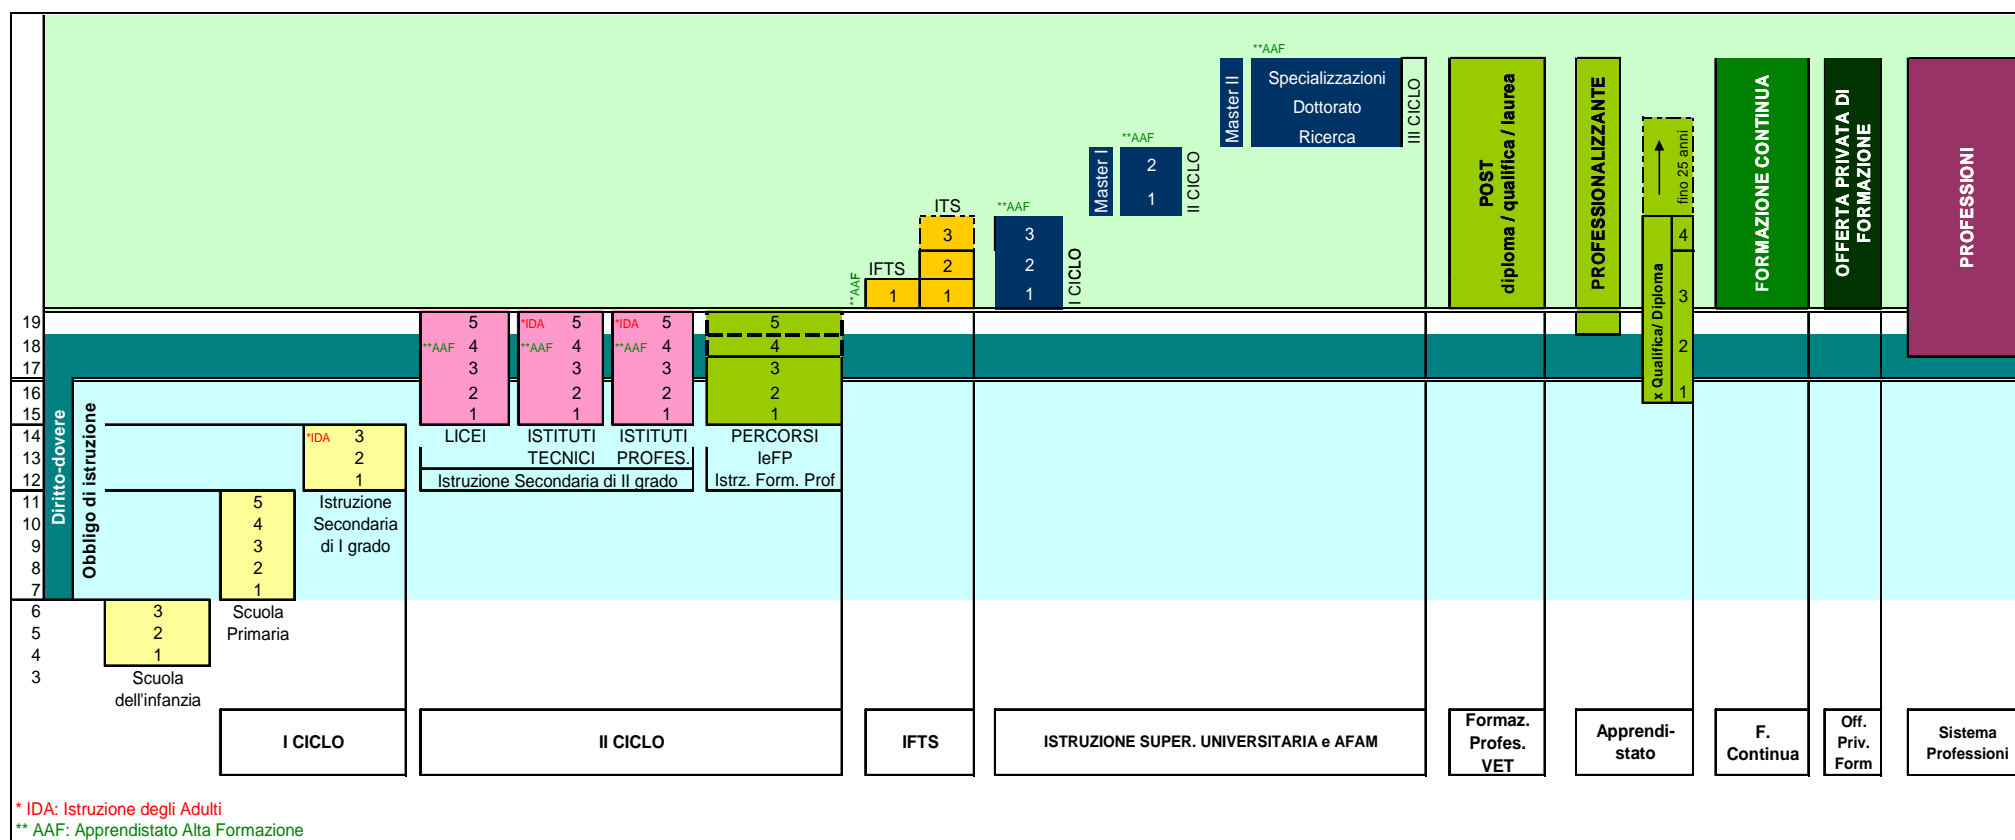 **AAF
Master II
Specializzazioni
Dottorato
Ricerca
III CICLO
**AAF
Master I
2
1
II CICLO
ITS
3
2
1
IFTS
1
**AAF
**AAF
3
2
1
I CICLO
POST
diploma / qualifica / laurea
PROFESSIONALIZZANTE
fino 25 anni
x Qualifica/ Diploma
4
3
2
1
FORMAZIONE CONTINUA
OFFERTA PRIVATA DI
FORMAZIONE
PROFESSIONI
19
18
17
16
15
14
13
12
11
10
9
8
7
6
5
4
3
Diritto-dovere
Obbligo di istruzione
5
**AAF 4
3
2
1
LICEI
*IDA 5
**AAF 4
3
2
1
ISTITUTI
TECNICI
*IDA 5
**AAF 4
3
2
1
ISTITUTI
PROFES.
Istruzione Secondaria di II grado
5
4
3
2
1
PERCORSI
IeFP
Istrz. Form. Prof
*IDA 3
2
1
Istruzione
Secondaria
di I grado
5
4
3
2
1
Scuola
Primaria
3
2
1
Scuola
dell'infanzia
I CICLO
II CICLO
IFTS
ISTRUZIONE SUPER. UNIVERSITARIA e AFAM
Formaz.
Profes.
VET
Apprendi-
stato
F.
Continua
Off.
Priv.
Form
Sistema
Professioni
* IDA: Istruzione degli Adulti
** AAF: Apprendistato Alta Formazione